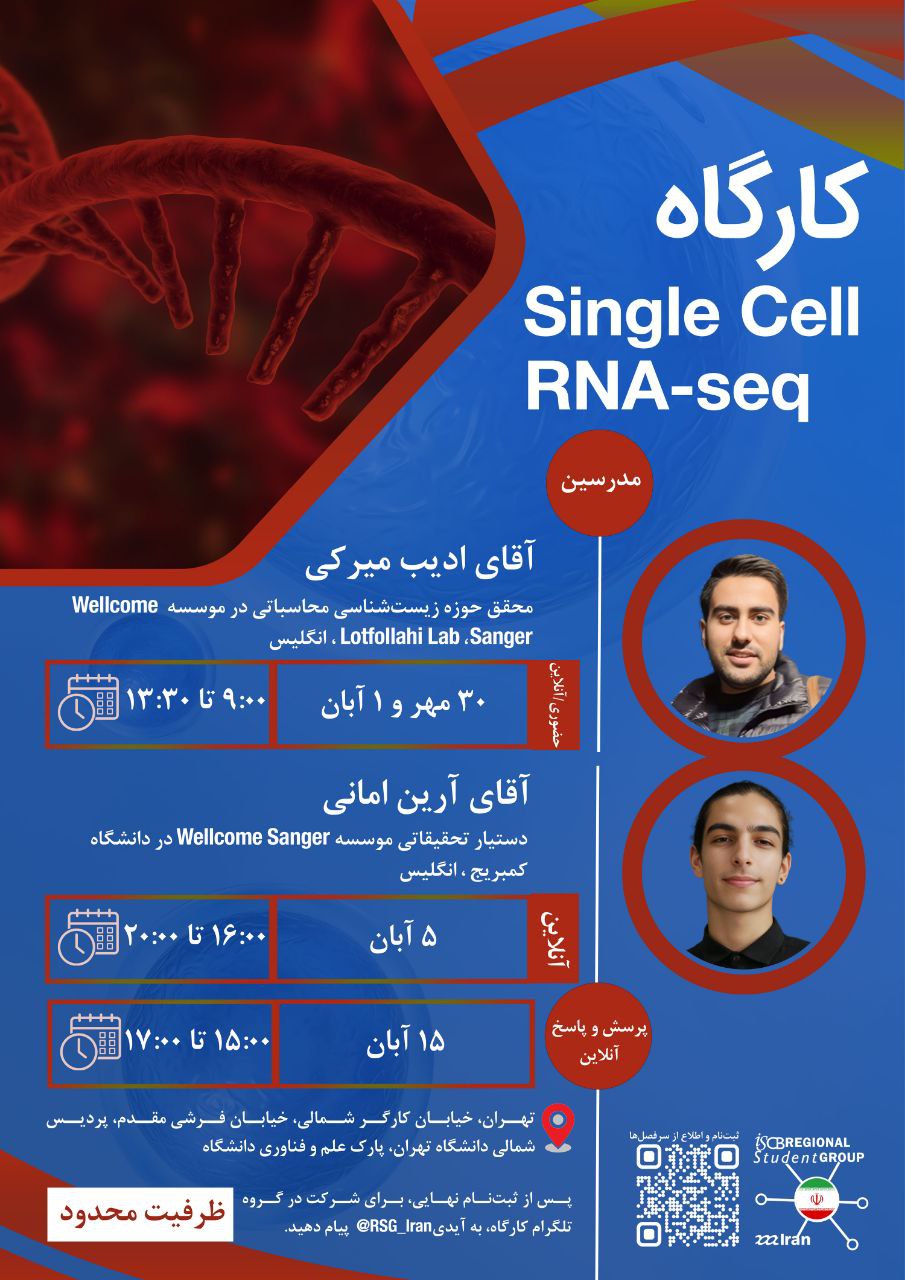 کارگاه
Single Cell
RNA-seq
مدرسین
آقای ادیب میرکی
محقق حوزه زیست‌شناسی محاسباتی در موسسه Wellcome
Sanger، Lotfollahi Lab ، انگلیس
حضوری/آنلاین
۳۰ مهر و ۱ آبان
۹:۰۰ تا ۱۳:۳۰
آقای آرین امانی
دستیار تحقیقاتی موسسه Wellcome Sanger در دانشگاه
کمبریج ، انگلیس
آنلاین
۵ آبان
۱۶:۰۰ تا ۲۰:۰۰
پرسش و پاسخ
آنلاین
۱۵ آبان
۱۵:۰۰ تا ۱۷:۰۰
تهران، خیابان کارگر شمالی، خیابان فرشی مقدم، پردیس
شمالی دانشگاه تهران، پارک علم و فناوری دانشگاه
پس از ثبت‌نام نهایی، برای شرکت در گروه
تلگرام کارگاه، به آیدی @RSG_Iran پیام دهید.
ظرفیت محدود
ثبت‌نام و اطلاع از سرفصل‌ها
iSCB REGIONAL
Student GROUP
Iran